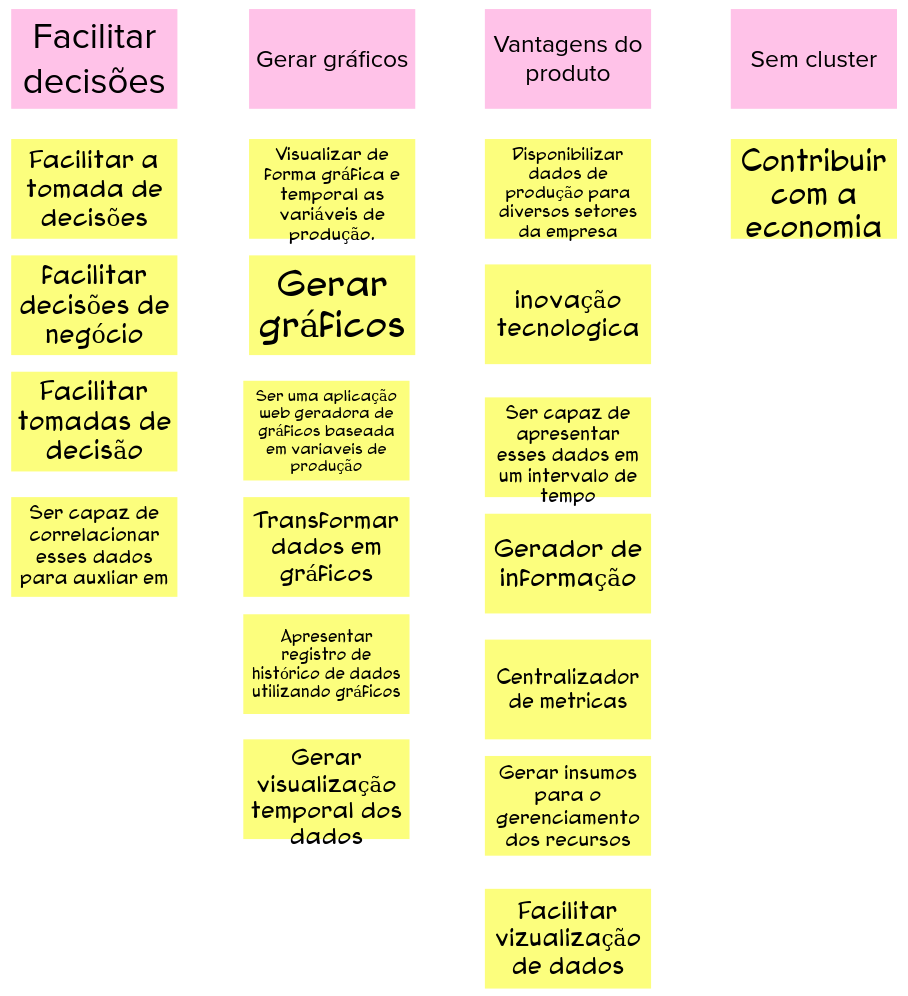 Facilitar
decisões
Facilitar a
tomada de
decisões
Facilitar
decisões de
negócio
Facilitar
tomadas de
decisão
Ser capaz de
correlacionar
esses dados
para auxliar em
Gerar gráficos
Visualizar de
forma gráfica e
temporal as
variáveis de
produção.
Gerar
gráficos
Ser uma aplicação
web geradora de
gráficos baseada
em variaveis de
produção
Transformar
dados em
gráficos
Apresentar
registro de
histórico de dados
utilizando gráficos
Gerar
visualização
temporal dos
dados
Vantagens do
produto
Disponibilizar
dados de
produção para
diversos setores
da empresa
inovação
tecnologica
Ser capaz de
apresentar
esses dados em
um intervalo de
tempo
Gerador de
informação
Centralizador
de metricas
Gerar insumos
para o
gerenciamento
dos recursos
Facilitar
vizualização
de dados
Sem cluster
Contribuir
com a
economia